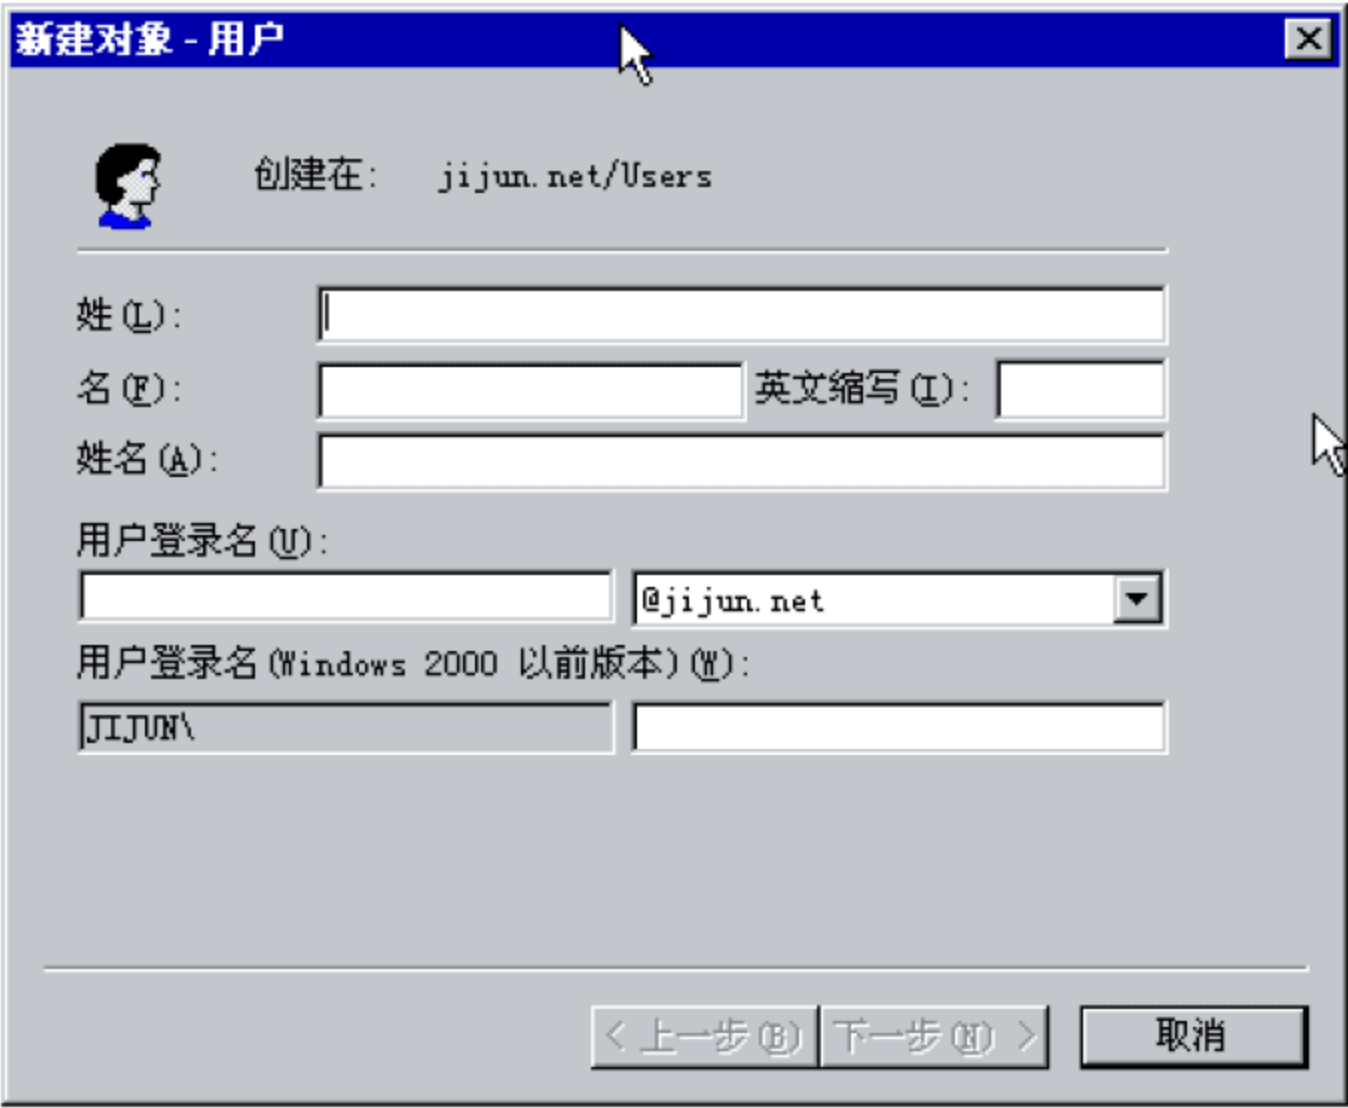 新建对象 - 用户
创建在: jijun.net/Users
姓(L):
名(F): 英文缩写(I):
姓名(A):
用户登录名(U):
@jijun.net
用户登录名(Windows 2000 以前版本)(W):
JIJUN\
< 上一步(B) 下一步(N) > 取消